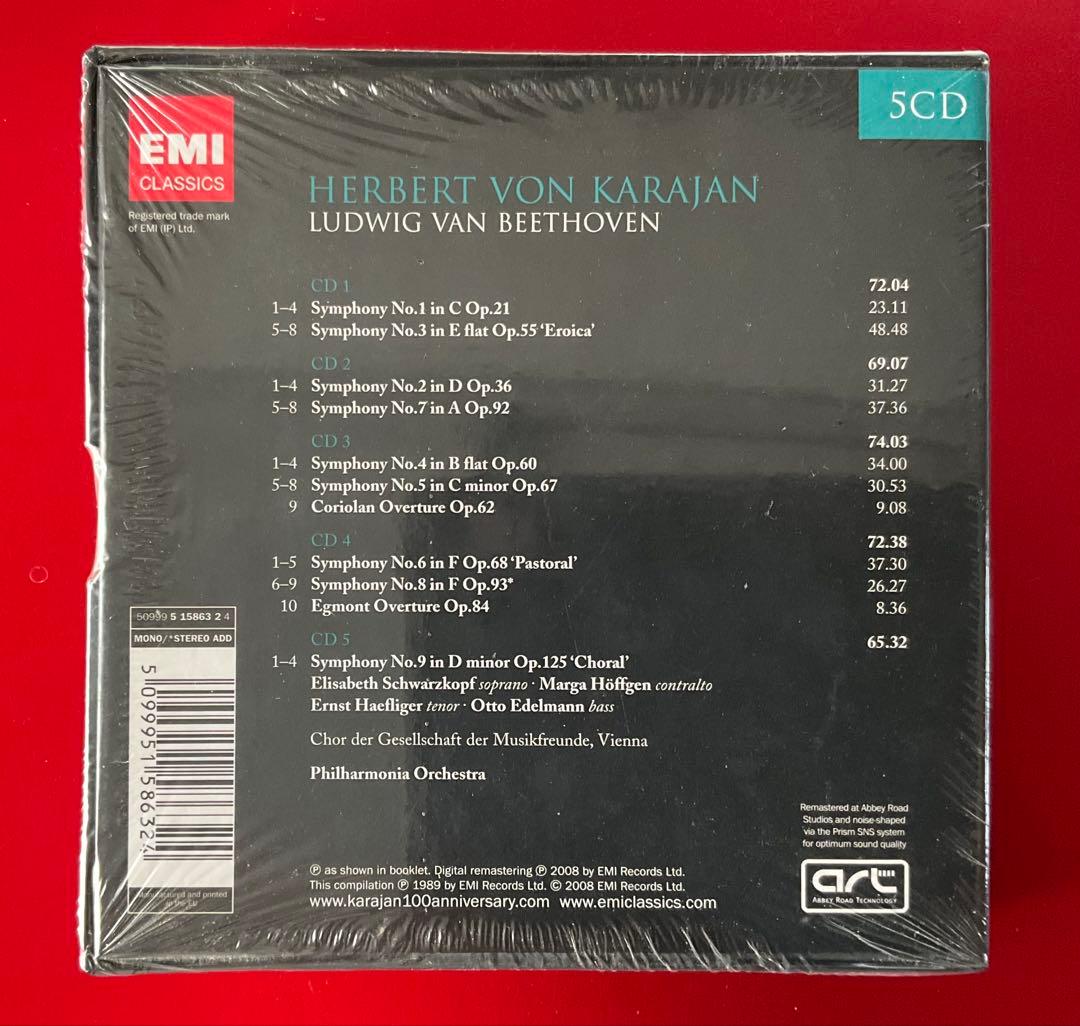 5CD
EMI
CLASSICS
Registered trade mark
of EMI (IP) Ltd.
HERBERT VON KARAJAN
LUDWIG VAN BEETHOVEN
CD 1 72.04
1–4 Symphony No.1 in C Op.21 23.11
5–8 Symphony No.3 in E flat Op.55 ‘Eroica’ 48.48
CD 2 69.07
1–4 Symphony No.2 in D Op.36 31.27
5–8 Symphony No.7 in A Op.92 37.36
CD 3 74.03
1–4 Symphony No.4 in B flat Op.60 34.00
5–8 Symphony No.5 in C minor Op.67 30.53
9 Coriolan Overture Op.62 9.08
CD 4 72.38
1–5 Symphony No.6 in F Op.68 ‘Pastoral’ 37.30
6–9 Symphony No.8 in F Op.93* 26.27
10 Egmont Overture Op.84 8.36
CD 5 65.32
1–4 Symphony No.9 in D minor Op.125 ‘Choral’
Elisabeth Schwarzkopf soprano · Marga Höffgen contralto
Ernst Haefliger tenor · Otto Edelmann bass
Chor der Gesellschaft der Musikfreunde, Vienna
Philharmonia Orchestra
50999 5 15863 2 4
MONO/*STEREO ADD
5 099951 586324
Manufactured and printed
in the EU
Remastered at Abbey Road
Studios and noise-shaped
via the Prism SNS system
for optimum sound quality
art
ABBEY ROAD TECHNOLOGY
℗ as shown in booklet. Digital remastering ℗ 2008 by EMI Records Ltd.
This compilation ℗ 1989 by EMI Records Ltd. © 2008 EMI Records Ltd.
www.karajan100anniversary.com www.emiclassics.com